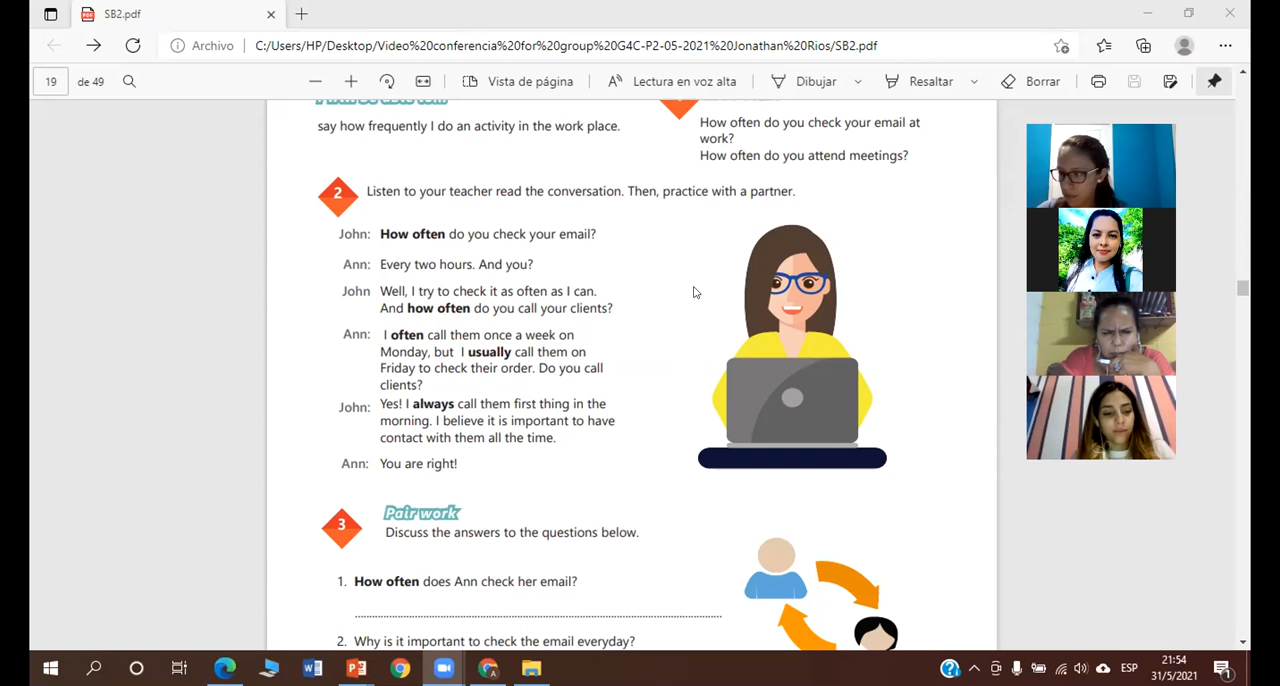 SB2.pdf
Archivo
C:/Users/HP/Desktop/Video%20conferencia%20for%20group%20G4C-P2-05-2021%20Jonathan%20Rios/SB2.pdf
19 de 49
Vista de página
Lectura en voz alta
Dibujar
Resaltar
Borrar
say how frequently I do an activity in the work place.
How often do you check your email at
work?
How often do you attend meetings?
2 Listen to your teacher read the conversation. Then, practice with a partner.
John: How often do you check your email?
Ann: Every two hours. And you?
John Well, I try to check it as often as I can.
And how often do you call your clients?
Ann: I often call them once a week on
Monday, but I usually call them on
Friday to check their order. Do you call
clients?
John: Yes! I always call them first thing in the
morning. I believe it is important to have
contact with them all the time.
Ann: You are right!
3 Pair work
Discuss the answers to the questions below.
1. How often does Ann check her email?
2. Why is it important to check the email everyday?
ESP
21:54
31/5/2021